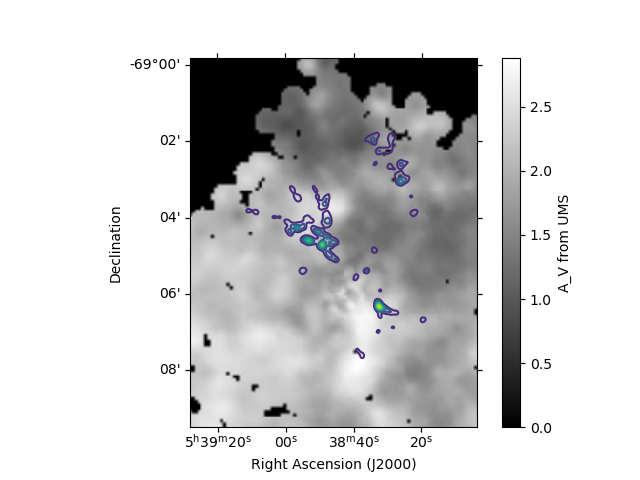 -69°00'
02'
04'
06'
08'
Declination
5ʰ39ᵐ20ˢ 00ˢ 38ᵐ40ˢ 20ˢ
Right Ascension (J2000)
2.5
2.0
1.5
1.0
0.5
0.0
A_V from UMS